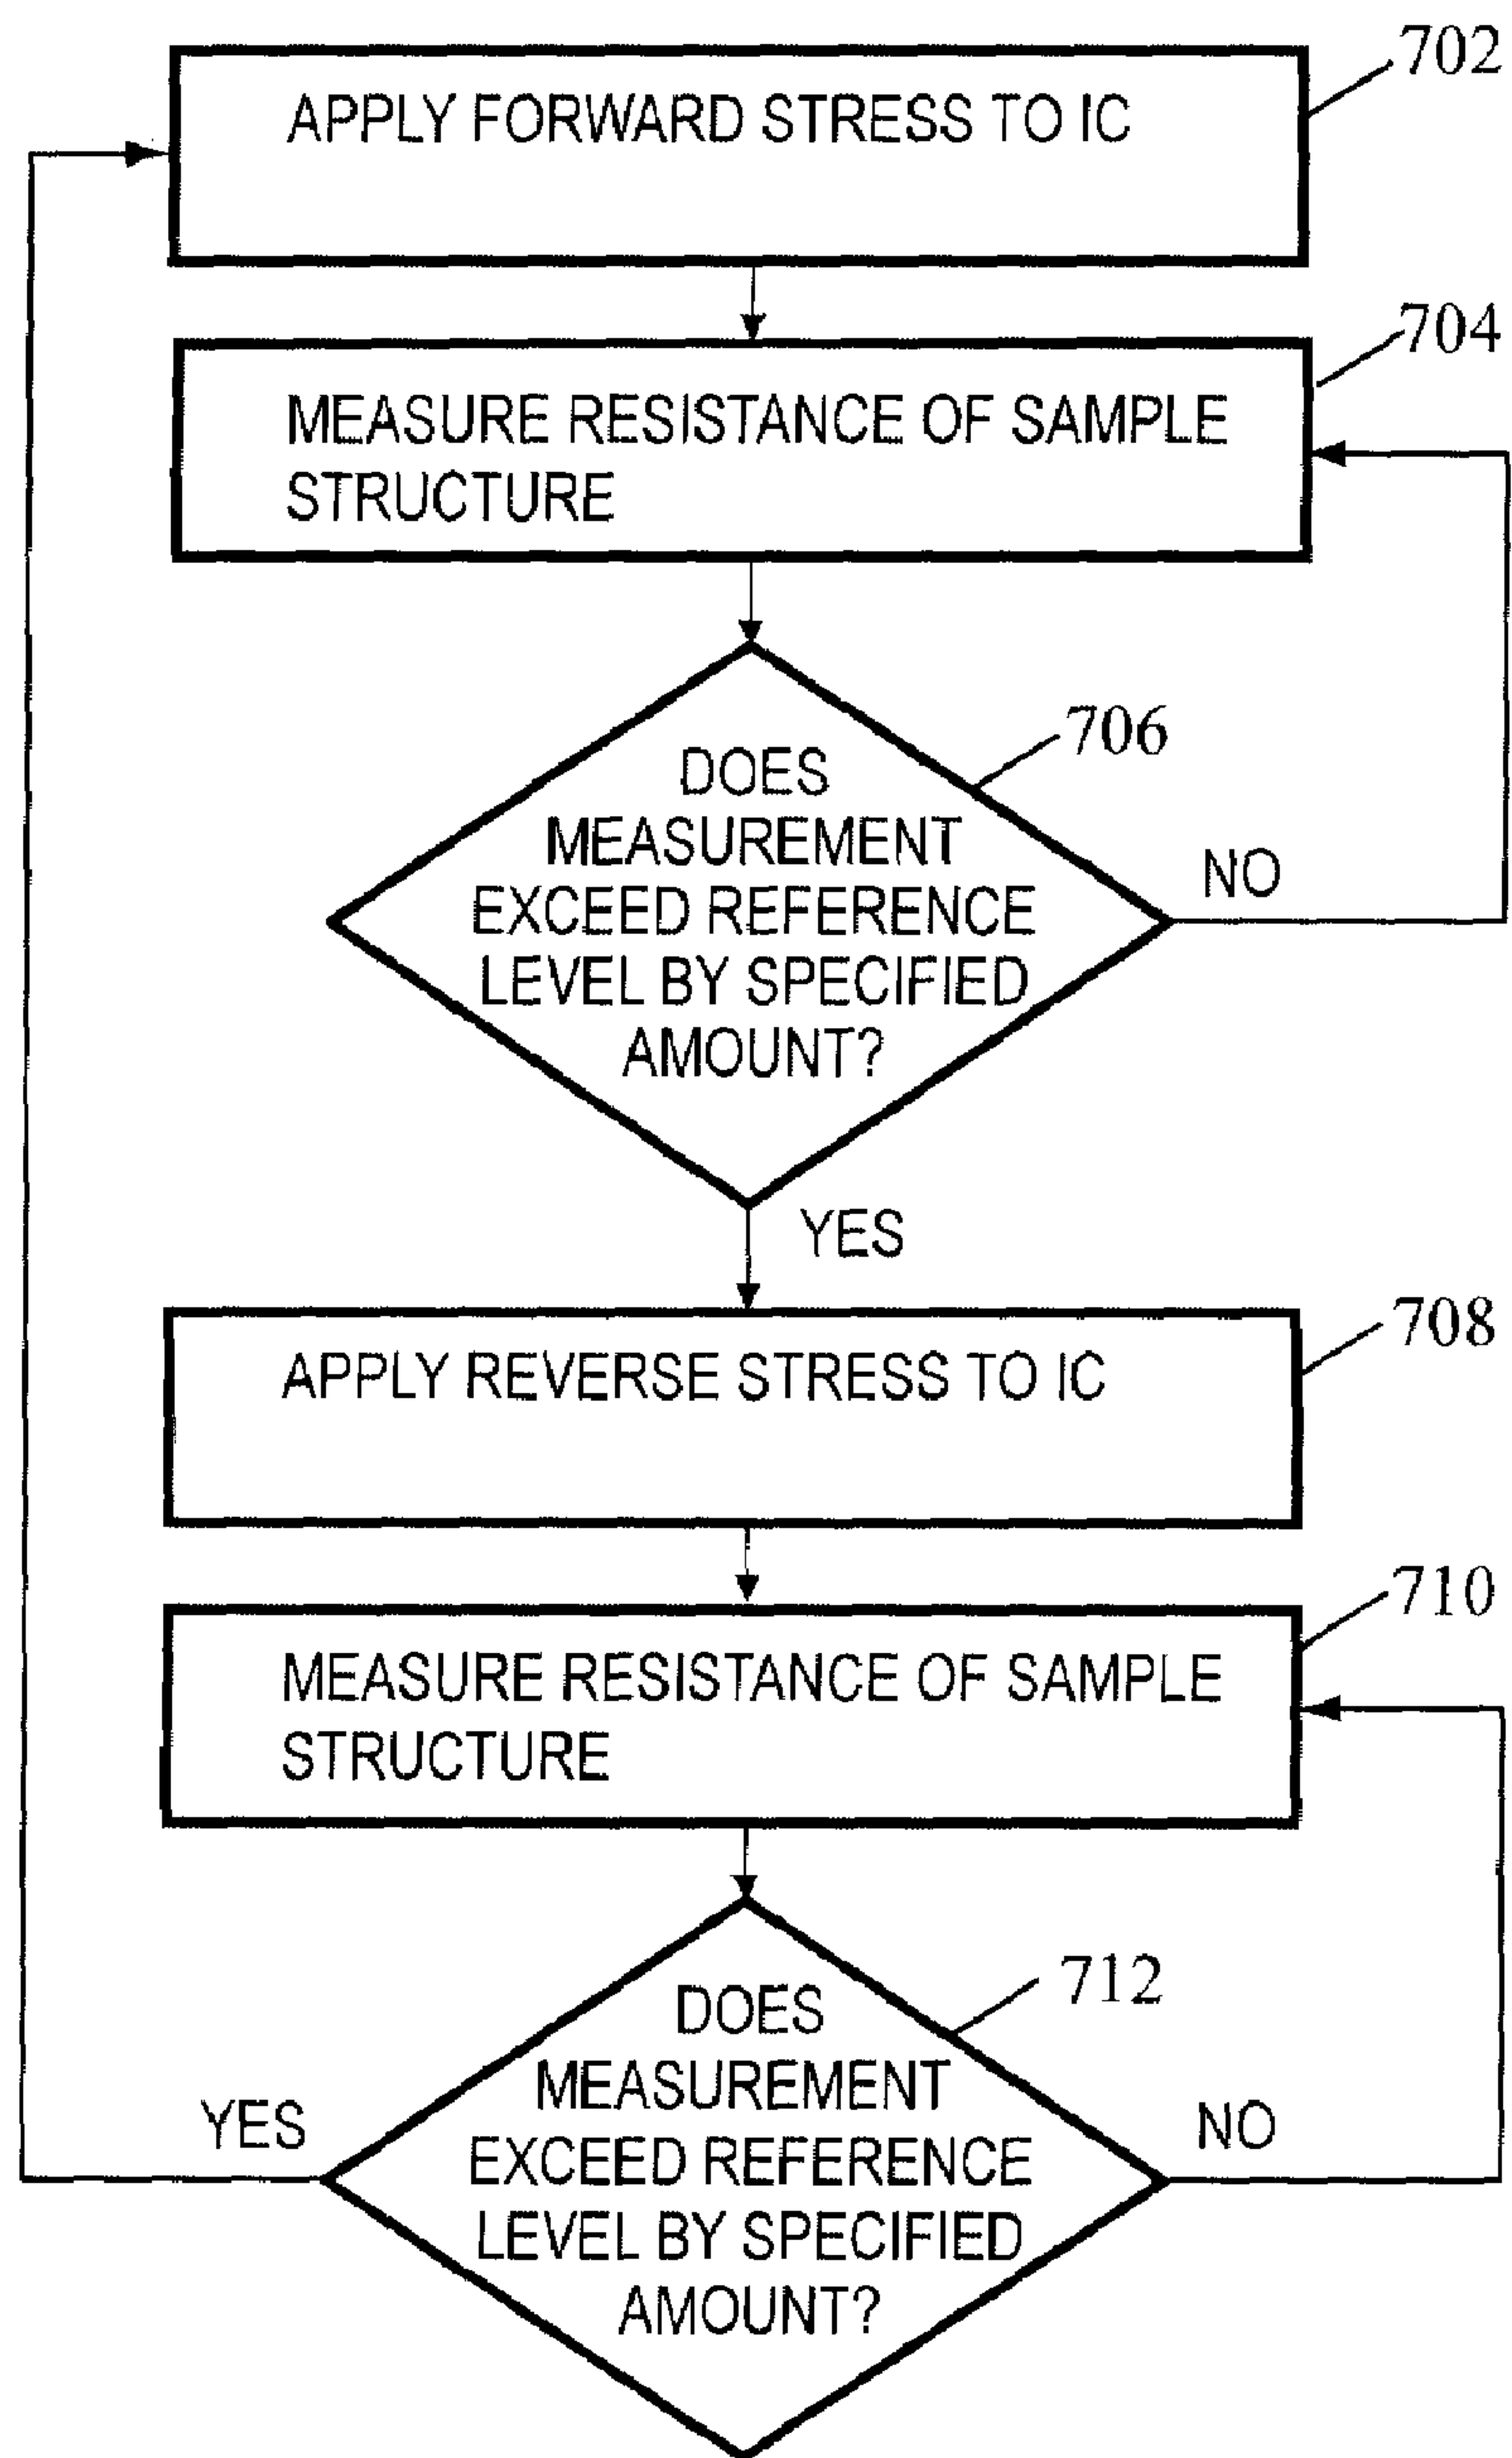 702
APPLY FORWARD STRESS TO IC
704
MEASURE RESISTANCE OF SAMPLE
STRUCTURE
706
DOES
MEASUREMENT
EXCEED REFERENCE
LEVEL BY SPECIFIED
AMOUNT?
NO
YES
708
APPLY REVERSE STRESS TO IC
710
MEASURE RESISTANCE OF SAMPLE
STRUCTURE
712
DOES
MEASUREMENT
EXCEED REFERENCE
LEVEL BY SPECIFIED
AMOUNT?
YES
NO